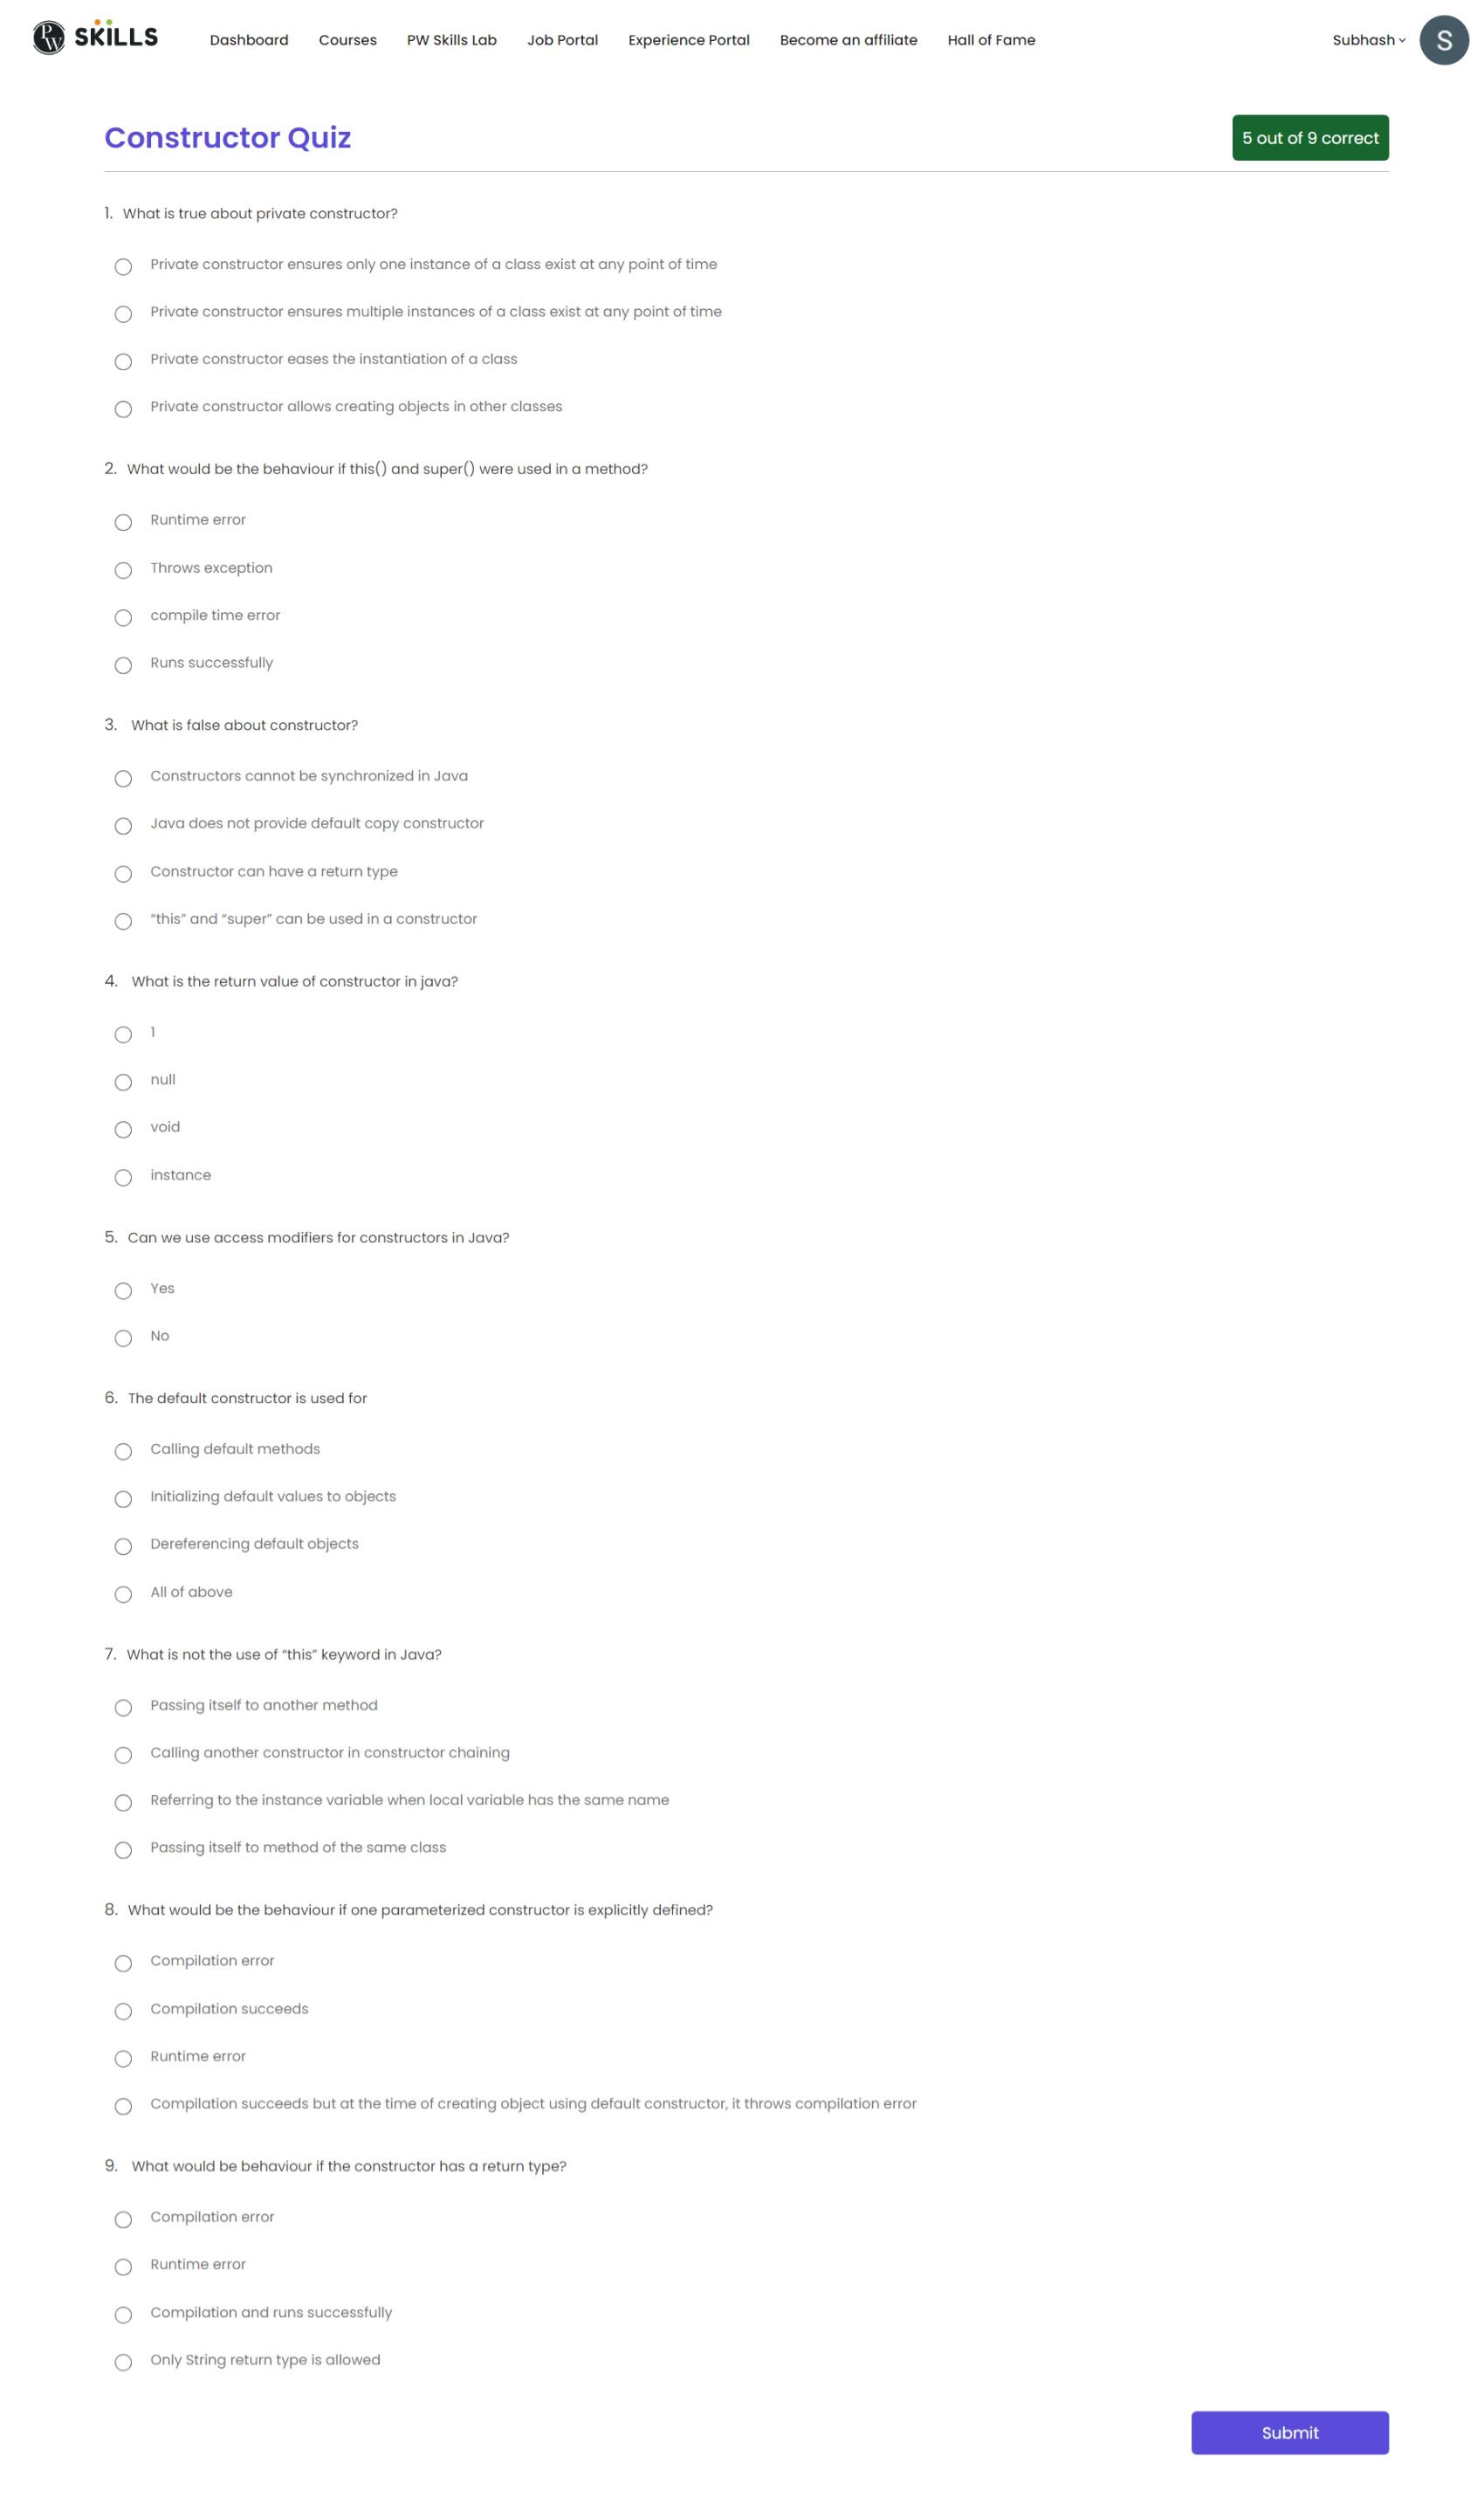 PW SKILLS Dashboard Courses PW Skills Lab Job Portal Experience Portal Become an affiliate Hall of Fame Subhash S
Constructor Quiz 5 out of 9 correct
1. What is true about private constructor?
Private constructor ensures only one instance of a class exist at any point of time
Private constructor ensures multiple instances of a class exist at any point of time
Private constructor eases the instantiation of a class
Private constructor allows creating objects in other classes
2. What would be the behaviour if this() and super() were used in a method?
Runtime error
Throws exception
compile time error
Runs successfully
3. What is false about constructor?
Constructors cannot be synchronized in Java
Java does not provide default copy constructor
Constructor can have a return type
“this” and “super” can be used in a constructor
4. What is the return value of constructor in java?
1
null
void
instance
5. Can we use access modifiers for constructors in Java?
Yes
No
6. The default constructor is used for
Calling default methods
Initializing default values to objects
Dereferencing default objects
All of above
7. What is not the use of “this” keyword in Java?
Passing itself to another method
Calling another constructor in constructor chaining
Referring to the instance variable when local variable has the same name
Passing itself to method of the same class
8. What would be the behaviour if one parameterized constructor is explicitly defined?
Compilation error
Compilation succeeds
Runtime error
Compilation succeeds but at the time of creating object using default constructor, it throws compilation error
9. What would be behaviour if the constructor has a return type?
Compilation error
Runtime error
Compilation and runs successfully
Only String return type is allowed
Submit